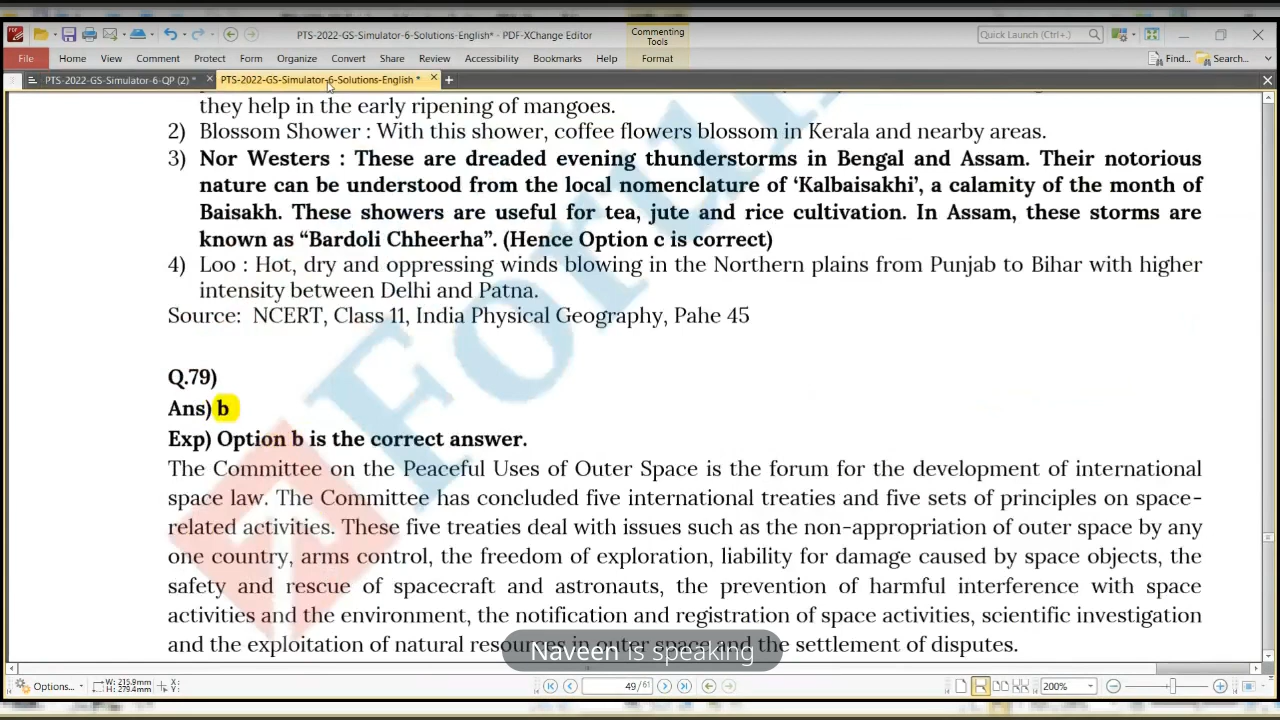 PTS-2022-GS-Simulator-6-Solutions-English* - PDF-XChange Editor
Commenting Tools
Quick Launch (Ctrl+.)
File Home View Comment Protect Form Organize Convert Share Review Accessibility Bookmarks Help Format
Find... Search...
PTS-2022-GS-Simulator-6-QP (2) *
PTS-2022-GS-Simulator-6-Solutions-English *
they help in the early ripening of mangoes.
2) Blossom Shower : With this shower, coffee flowers blossom in Kerala and nearby areas.
3) Nor Westers : These are dreaded evening thunderstorms in Bengal and Assam. Their notorious
nature can be understood from the local nomenclature of ‘Kalbaisakhi’, a calamity of the month of
Baisakh. These showers are useful for tea, jute and rice cultivation. In Assam, these storms are
known as “Bardoli Chheerha”. (Hence Option c is correct)
4) Loo : Hot, dry and oppressing winds blowing in the Northern plains from Punjab to Bihar with higher
intensity between Delhi and Patna.
Source: NCERT, Class 11, India Physical Geography, Pahe 45
Q.79)
Ans) b
Exp) Option b is the correct answer.
The Committee on the Peaceful Uses of Outer Space is the forum for the development of international
space law. The Committee has concluded five international treaties and five sets of principles on space-
related activities. These five treaties deal with issues such as the non-appropriation of outer space by any
one country, arms control, the freedom of exploration, liability for damage caused by space objects, the
safety and rescue of spacecraft and astronauts, the prevention of harmful interference with space
activities and the environment, the notification and registration of space activities, scientific investigation
and the exploitation of natural resources in outer space and the settlement of disputes.
Naveen is speaking
Forum
Options...
W: 215.9mm
H: 279.4mm
X:
Y:
49/61
200%